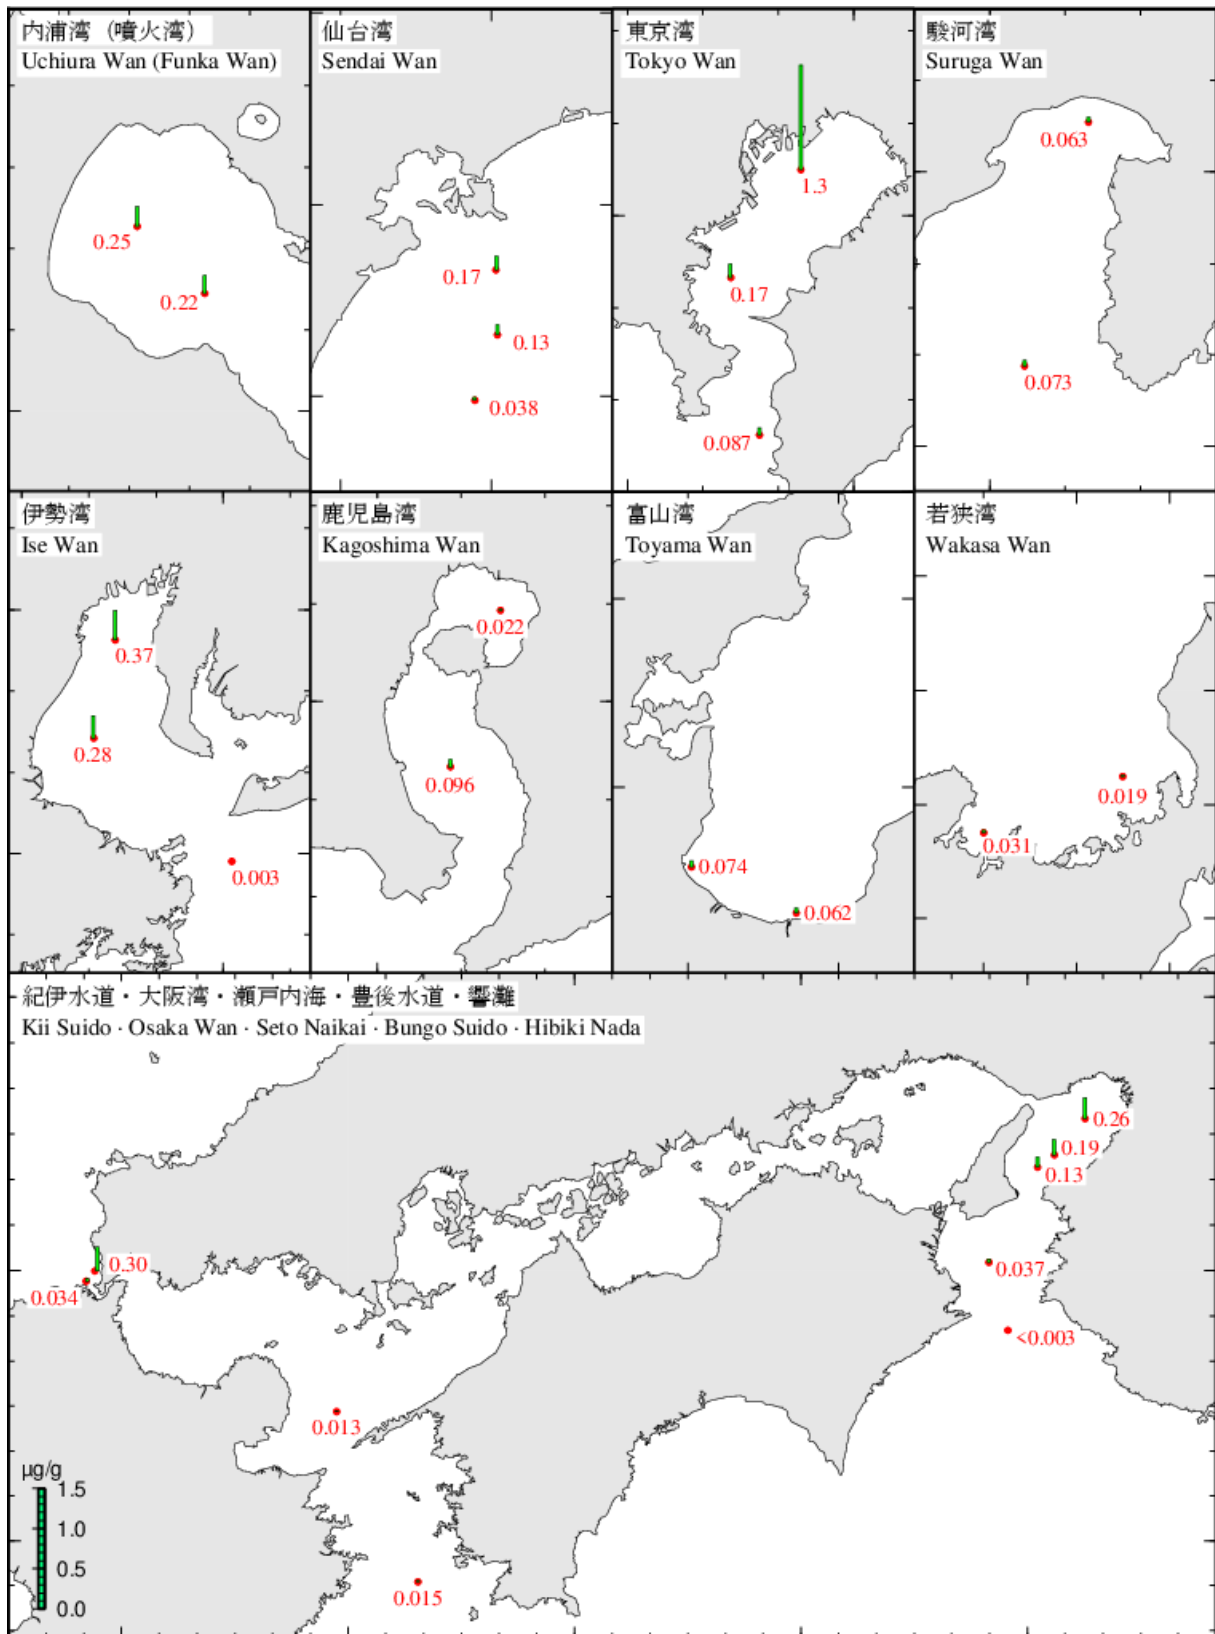 内浦湾（噴火湾）
Uchiura Wan (Funka Wan)
0.25
0.22
仙台湾
Sendai Wan
0.17
0.13
0.038
東京湾
Tokyo Wan
1.3
0.17
0.087
駿河湾
Suruga Wan
0.063
0.073
伊勢湾
Ise Wan
0.37
0.28
0.003
鹿児島湾
Kagoshima Wan
0.022
0.096
富山湾
Toyama Wan
0.074
0.062
若狭湾
Wakasa Wan
0.019
0.031
紀伊水道・大阪湾・瀬戸内海・豊後水道・響灘
Kii Suido · Osaka Wan · Seto Naikai · Bungo Suido · Hibiki Nada
0.26
0.19
0.13
0.30
0.037
0.034
<0.003
0.013
0.015
µg/g
1.5
1.0
0.5
0.0